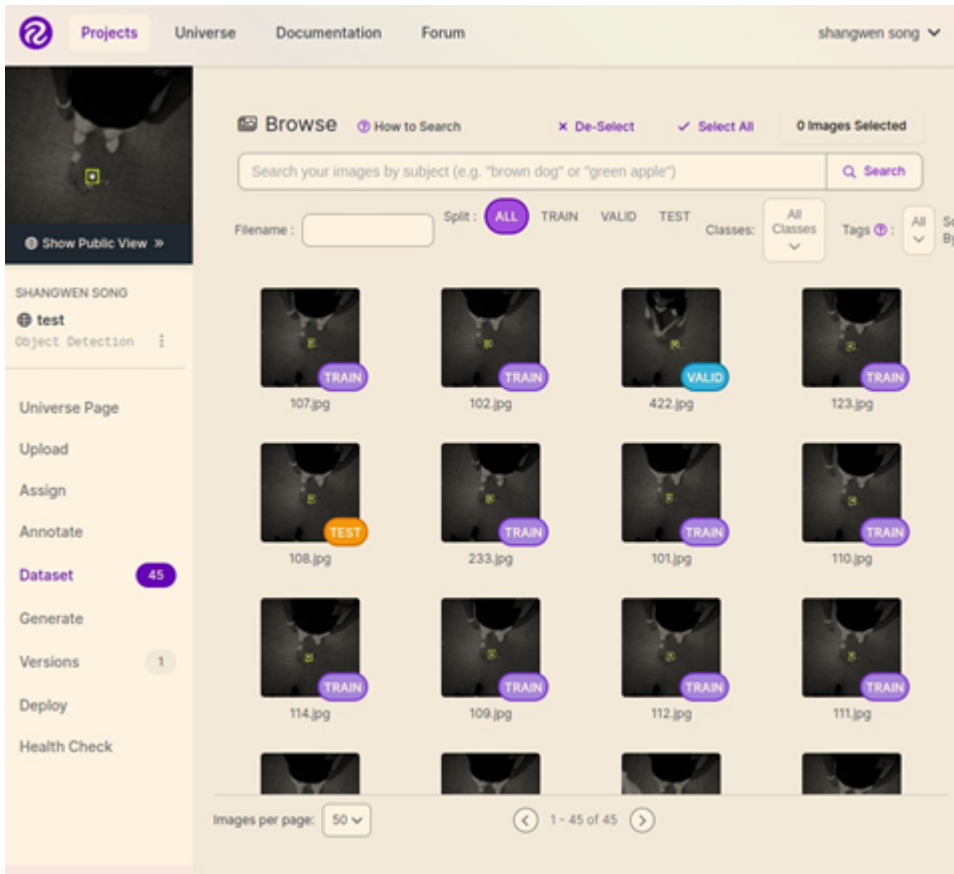 Projects Universe Documentation Forum shangwen song
Browse How to Search De-Select Select All 0 Images Selected
Search your images by subject (e.g. "brown dog" or "green apple") Search
Filename : Split : ALL TRAIN VALID TEST Classes: All Classes Tags : All So By
Show Public View »
SHANGWEN SONG
test
Object Detection
Universe Page
Upload
Assign
Annotate
Dataset 45
Generate
Versions 1
Deploy
Health Check
TRAIN TRAIN VALID TRAIN
107.jpg 102.jpg 422.jpg 123.jpg
TEST TRAIN TRAIN TRAIN
108.jpg 233.jpg 101.jpg 110.jpg
TRAIN TRAIN TRAIN TRAIN
114.jpg 109.jpg 112.jpg 111.jpg
Images per page: 50 1 - 45 of 45